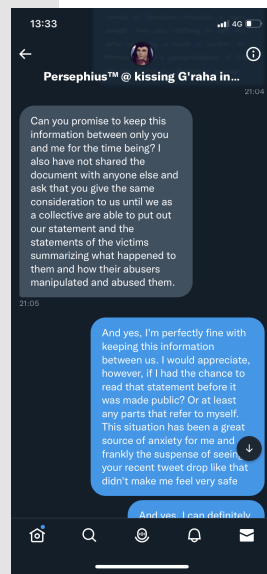 13:33
4G
Persephius™ @ kissing G'raha in...
21:04
Can you promise to keep this
information between only you
and me for the time being? I
also have not shared the
document with anyone else and
ask that you give the same
consideration to us until we as
a collective are able to put out
our statement and the
statements of the victims
summarizing what happened to
them and how their abusers
manipulated and abused them.
21:05
And yes, I'm perfectly fine with
keeping this information
between us. I would appreciate,
however, if I had the chance to
read that statement before it
was made public? Or at least
any parts that refer to myself.
This situation has been a great
source of anxiety for me and
frankly the suspense of seein
your recent tweet drop like that
didn't make me feel very safe
And yes, I can definitely